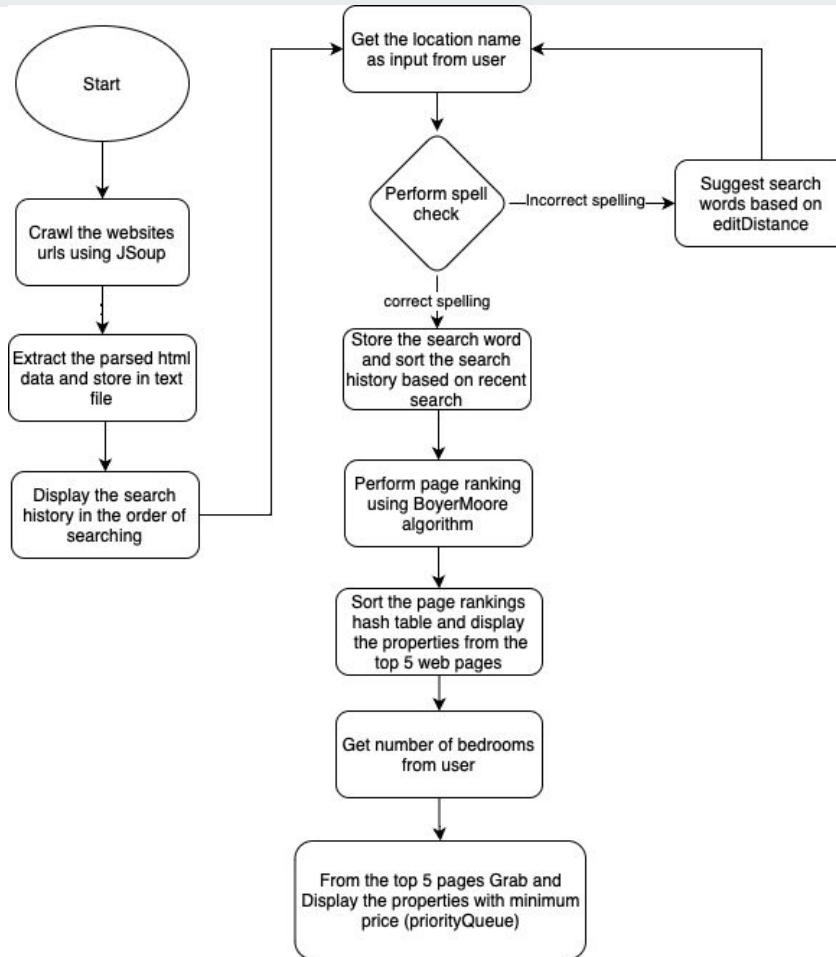 Start
Crawl the websites
urls using JSoup
Extract the parsed html
data and store in text
file
Display the search
history in the order of
searching
Get the location name
as input from user
Perform spell
check
Incorrect spelling
Suggest search
words based on
editDistance
correct spelling
Store the search word
and sort the search
history based on recent
search
Perform page ranking
using BoyerMoore
algorithm
Sort the page rankings
hash table and display
the properties from the
top 5 web pages
Get number of bedrooms
from user
From the top 5 pages Grab and
Display the properties with minimum
price (priorityQueue)